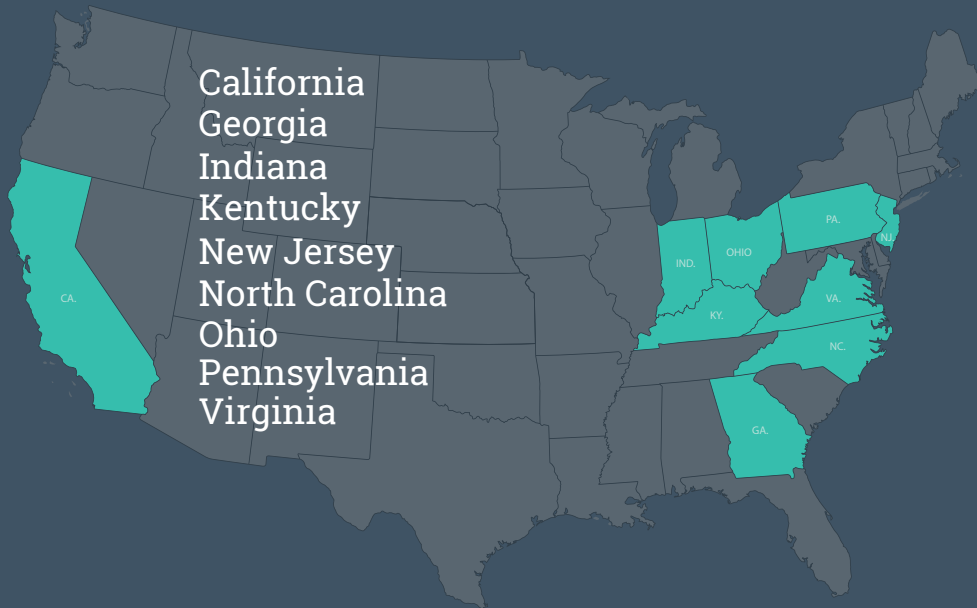 California
Georgia
Indiana
Kentucky
New Jersey
North Carolina
Ohio
Pennsylvania
Virginia
CA.
IND.
OHIO
PA.
NJ.
KY.
VA.
NC.
GA.